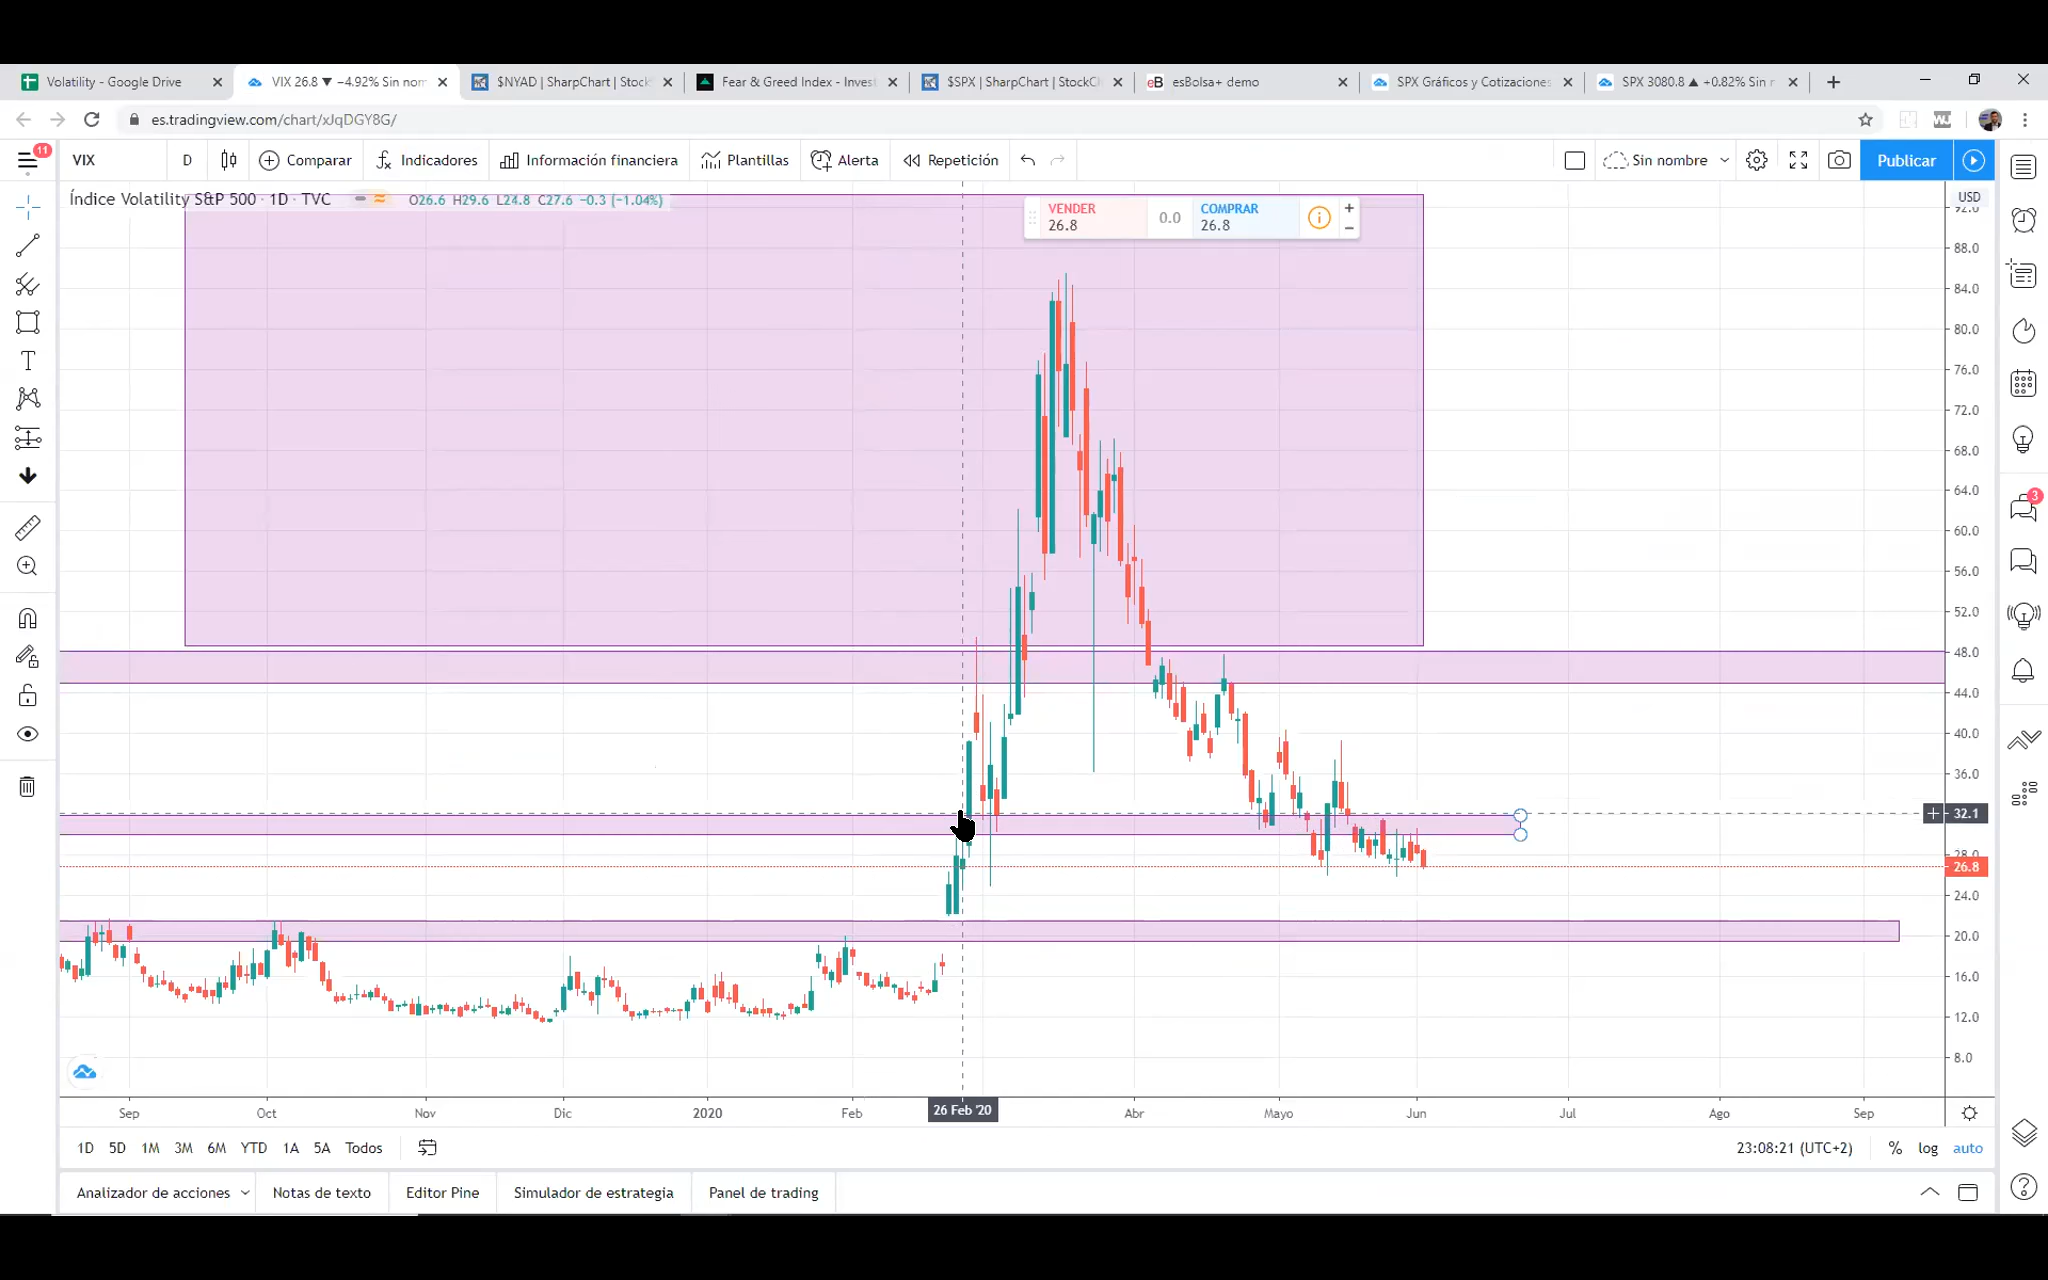 Volatility - Google Drive
VIX 26.8 ▼ −4.92% Sin nom
$NYAD | SharpChart | Stock
Fear & Greed Index - Invest
$SPX | SharpChart | StockCh
esBolsa+ demo
SPX Gráficos y Cotizaciones
SPX 3080.8 ▲ +0.82% Sin n
es.tradingview.com/chart/xJqDGY8G/
11
VIX
D
Comparar
Indicadores
Información financiera
Plantillas
Alerta
Repetición
Sin nombre
Publicar
Índice Volatility S&P 500 · 1D · TVC
O26.6 H29.6 L24.8 C27.6 −0.3 (−1.04%)
VENDER
26.8
0.0
COMPRAR
26.8
USD
92.0
88.0
84.0
80.0
76.0
72.0
68.0
64.0
60.0
56.0
52.0
48.0
44.0
40.0
36.0
32.1
28.0
26.8
24.0
20.0
16.0
12.0
8.0
3
Sep
Oct
Nov
Dic
2020
Feb
26 Feb '20
Abr
Mayo
Jun
Jul
Ago
Sep
1D 5D 1M 3M 6M YTD 1A 5A Todos
23:08:21 (UTC+2)
% log auto
Analizador de acciones
Notas de texto
Editor Pine
Simulador de estrategia
Panel de trading